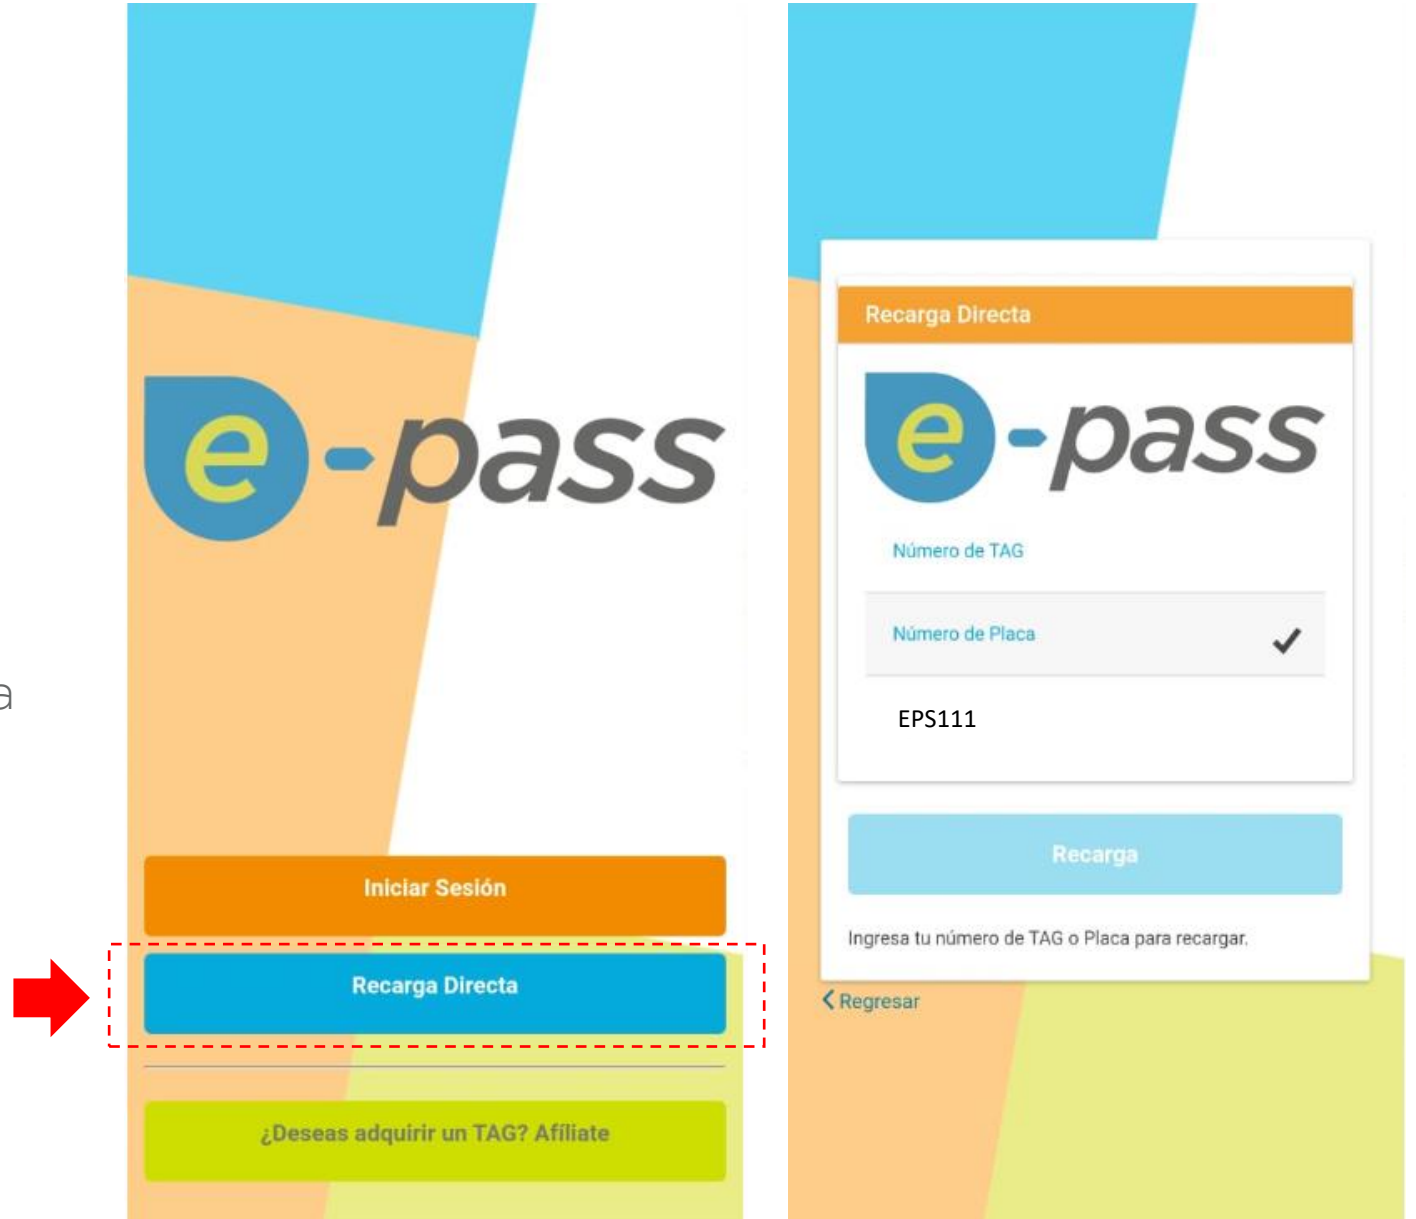 e-pass
Iniciar Sesión
Recarga Directa
¿Deseas adquirir un TAG? Afíliate
Recarga Directa
e-pass
Número de TAG
Número de Placa
EPS111
Recarga
Ingresa tu número de TAG o Placa para recargar.
Regresar